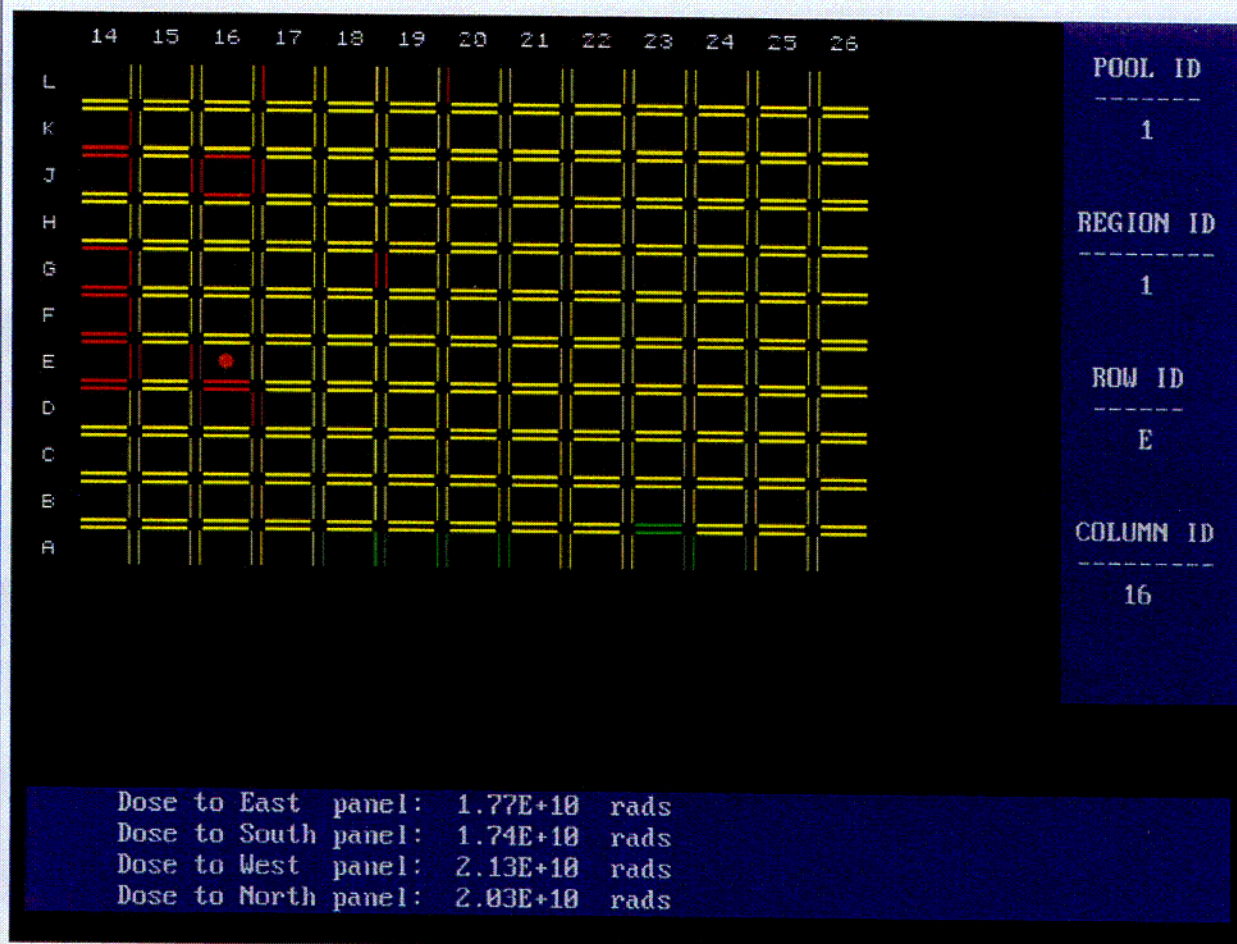 14 15 16 17 18 19 20 21 22 23 24 25 26
L
K
J
H
G
F
E
D
C
B
A
POOL ID
-------
1
REGION ID
---------
1
ROW ID
------
E
COLUMN ID
---------
16
Dose to East panel: 1.77E+10 rads
Dose to South panel: 1.74E+10 rads
Dose to West panel: 2.13E+10 rads
Dose to North panel: 2.03E+10 rads